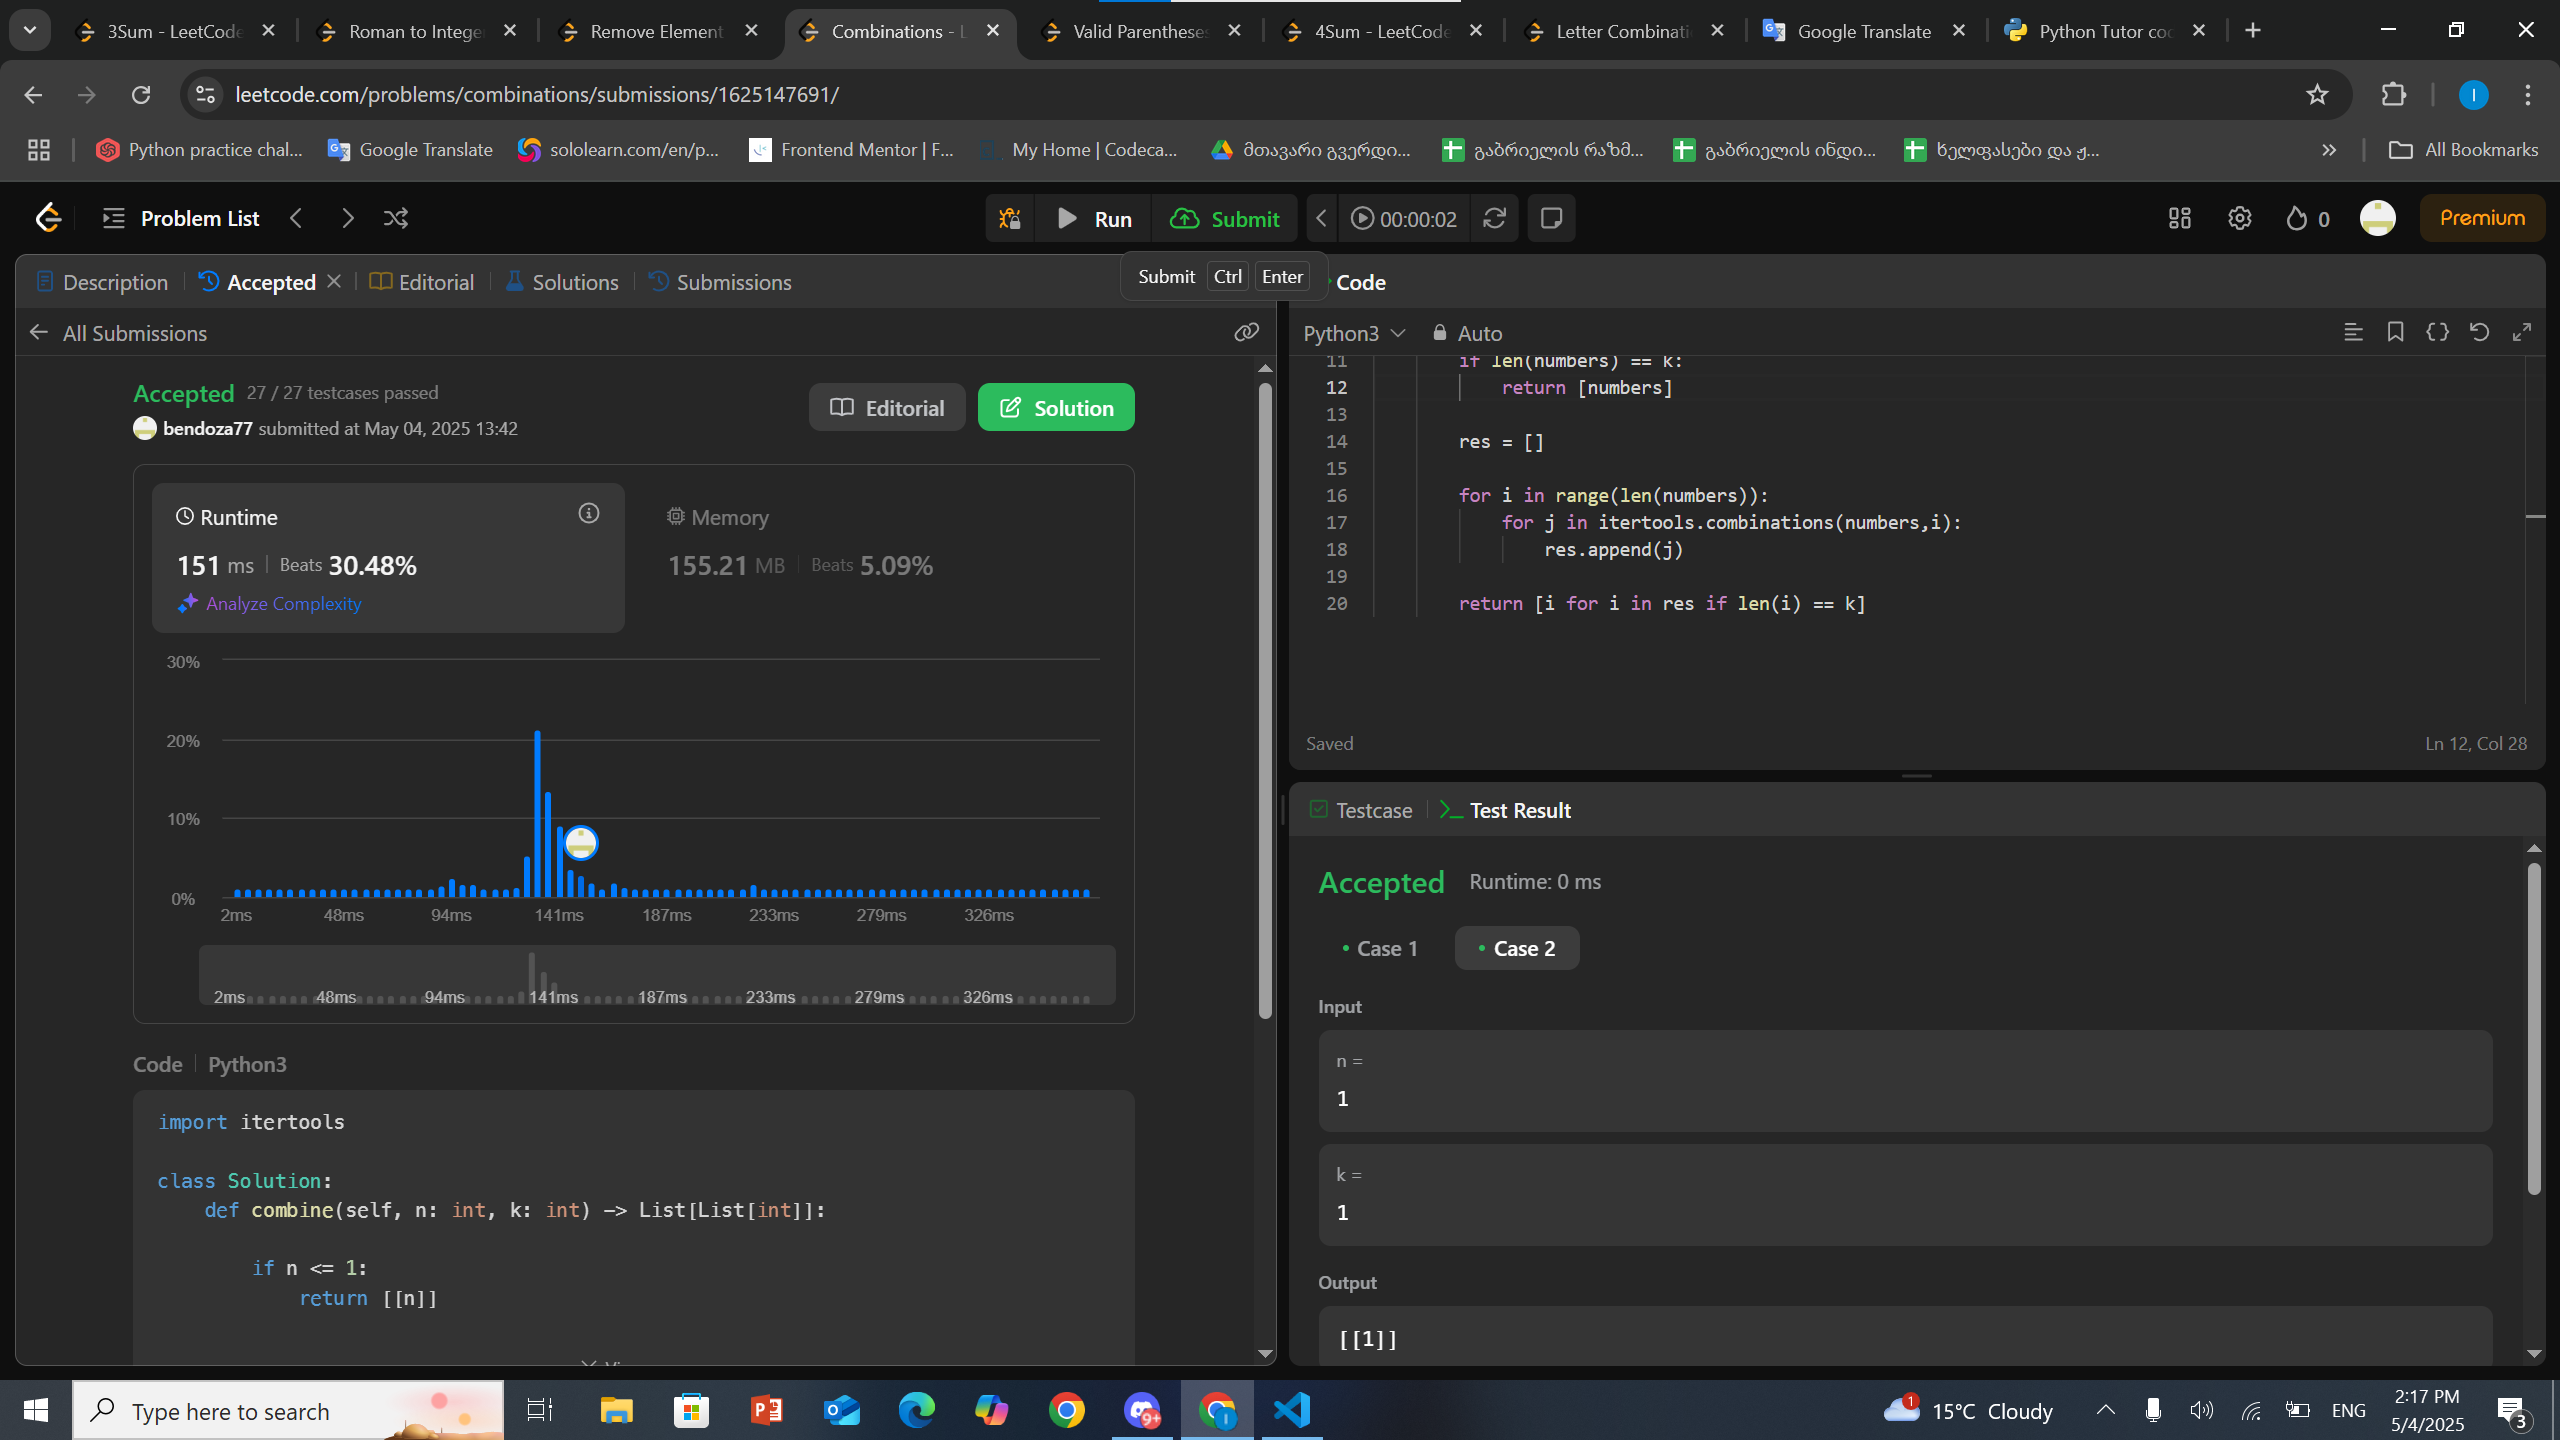 3Sum - LeetCode
Roman to Intege
Remove Element
Combinations - L
Valid Parentheses
4Sum - LeetCode
Letter Combinati
Google Translate
Python Tutor coc
leetcode.com/problems/combinations/submissions/1625147691/
I
Python practice chal...
Google Translate
sololearn.com/en/p...
Frontend Mentor | F...
My Home | Codeca...
მთავარი გვერდი...
გაბრიელის რაზმ...
გაბრიელის ინდი...
ხელფასები და ჟ...
All Bookmarks
Problem List
Run
Submit
00:00:02
0
Premium
Description
Accepted
Editorial
Solutions
Submissions
Submit Ctrl Enter
Code
All Submissions
Python3
Auto
Accepted 27 / 27 testcases passed
bendoza77 submitted at May 04, 2025 13:42
Editorial
Solution
Runtime
151 ms | Beats 30.48%
Analyze Complexity
Memory
155.21 MB | Beats 5.09%
30%
20%
10%
0%
2ms 48ms 94ms 141ms 187ms 233ms 279ms 326ms
2ms 48ms 94ms 141ms 187ms 233ms 279ms 326ms
Code | Python3
import itertools
class Solution:
def combine(self, n: int, k: int) -> List[List[int]]:
if n <= 1:
return [[n]]
11 if len(numbers) == k:
12 return [numbers]
13
14 res = []
15
16 for i in range(len(numbers)):
17 for j in itertools.combinations(numbers,i):
18 res.append(j)
19
20 return [i for i in res if len(i) == k]
Saved
Ln 12, Col 28
Testcase
Test Result
Accepted Runtime: 0 ms
Case 1
Case 2
Input
n =
1
k =
1
Output
[[1]]
Type here to search
9+
1
15°C Cloudy
ENG
2:17 PM
5/4/2025
3